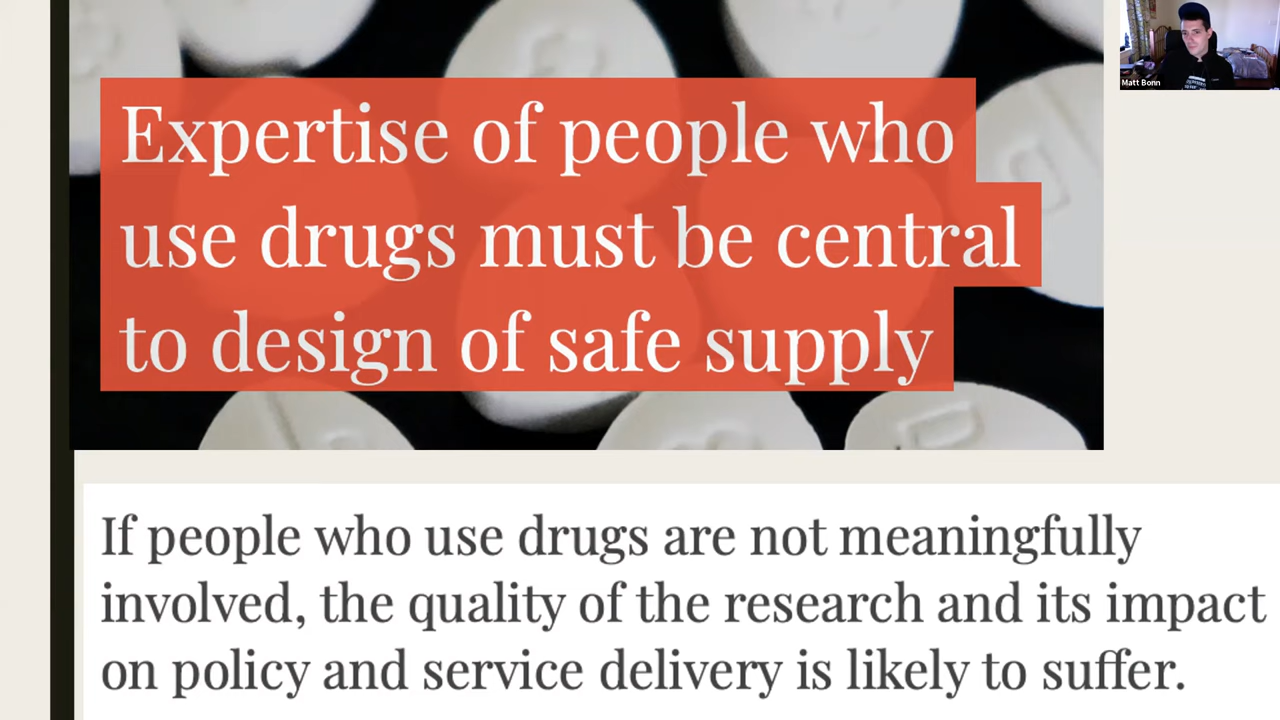 Expertise of people who
use drugs must be central
to design of safe supply
Matt Bonn
If people who use drugs are not meaningfully
involved, the quality of the research and its impact
on policy and service delivery is likely to suffer.